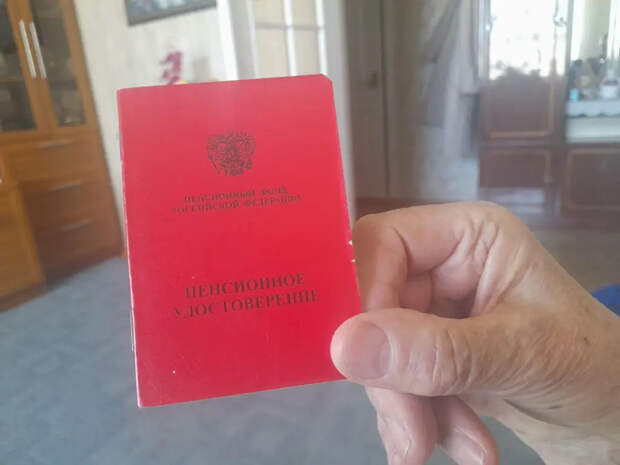 ПЕНСИОННЫЙ ФОНД
РОССИЙСКОЙ ФЕДЕРАЦИИ
ПЕНСИОННОЕ
УДОСТОВЕРЕНИЕ